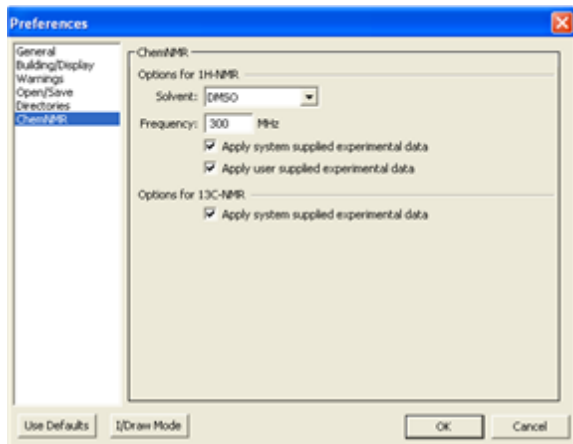 Preferences
General
Building/Display
Warnings
Open/Save
Directories
ChemNMR
ChemNMR
Options for 1H-NMR
Solvent: DMSO
Frequency: 300 MHz
Apply system supplied experimental data
Apply user supplied experimental data
Options for 13C-NMR
Apply system supplied experimental data
Use Defaults I/Draw Mode OK Cancel